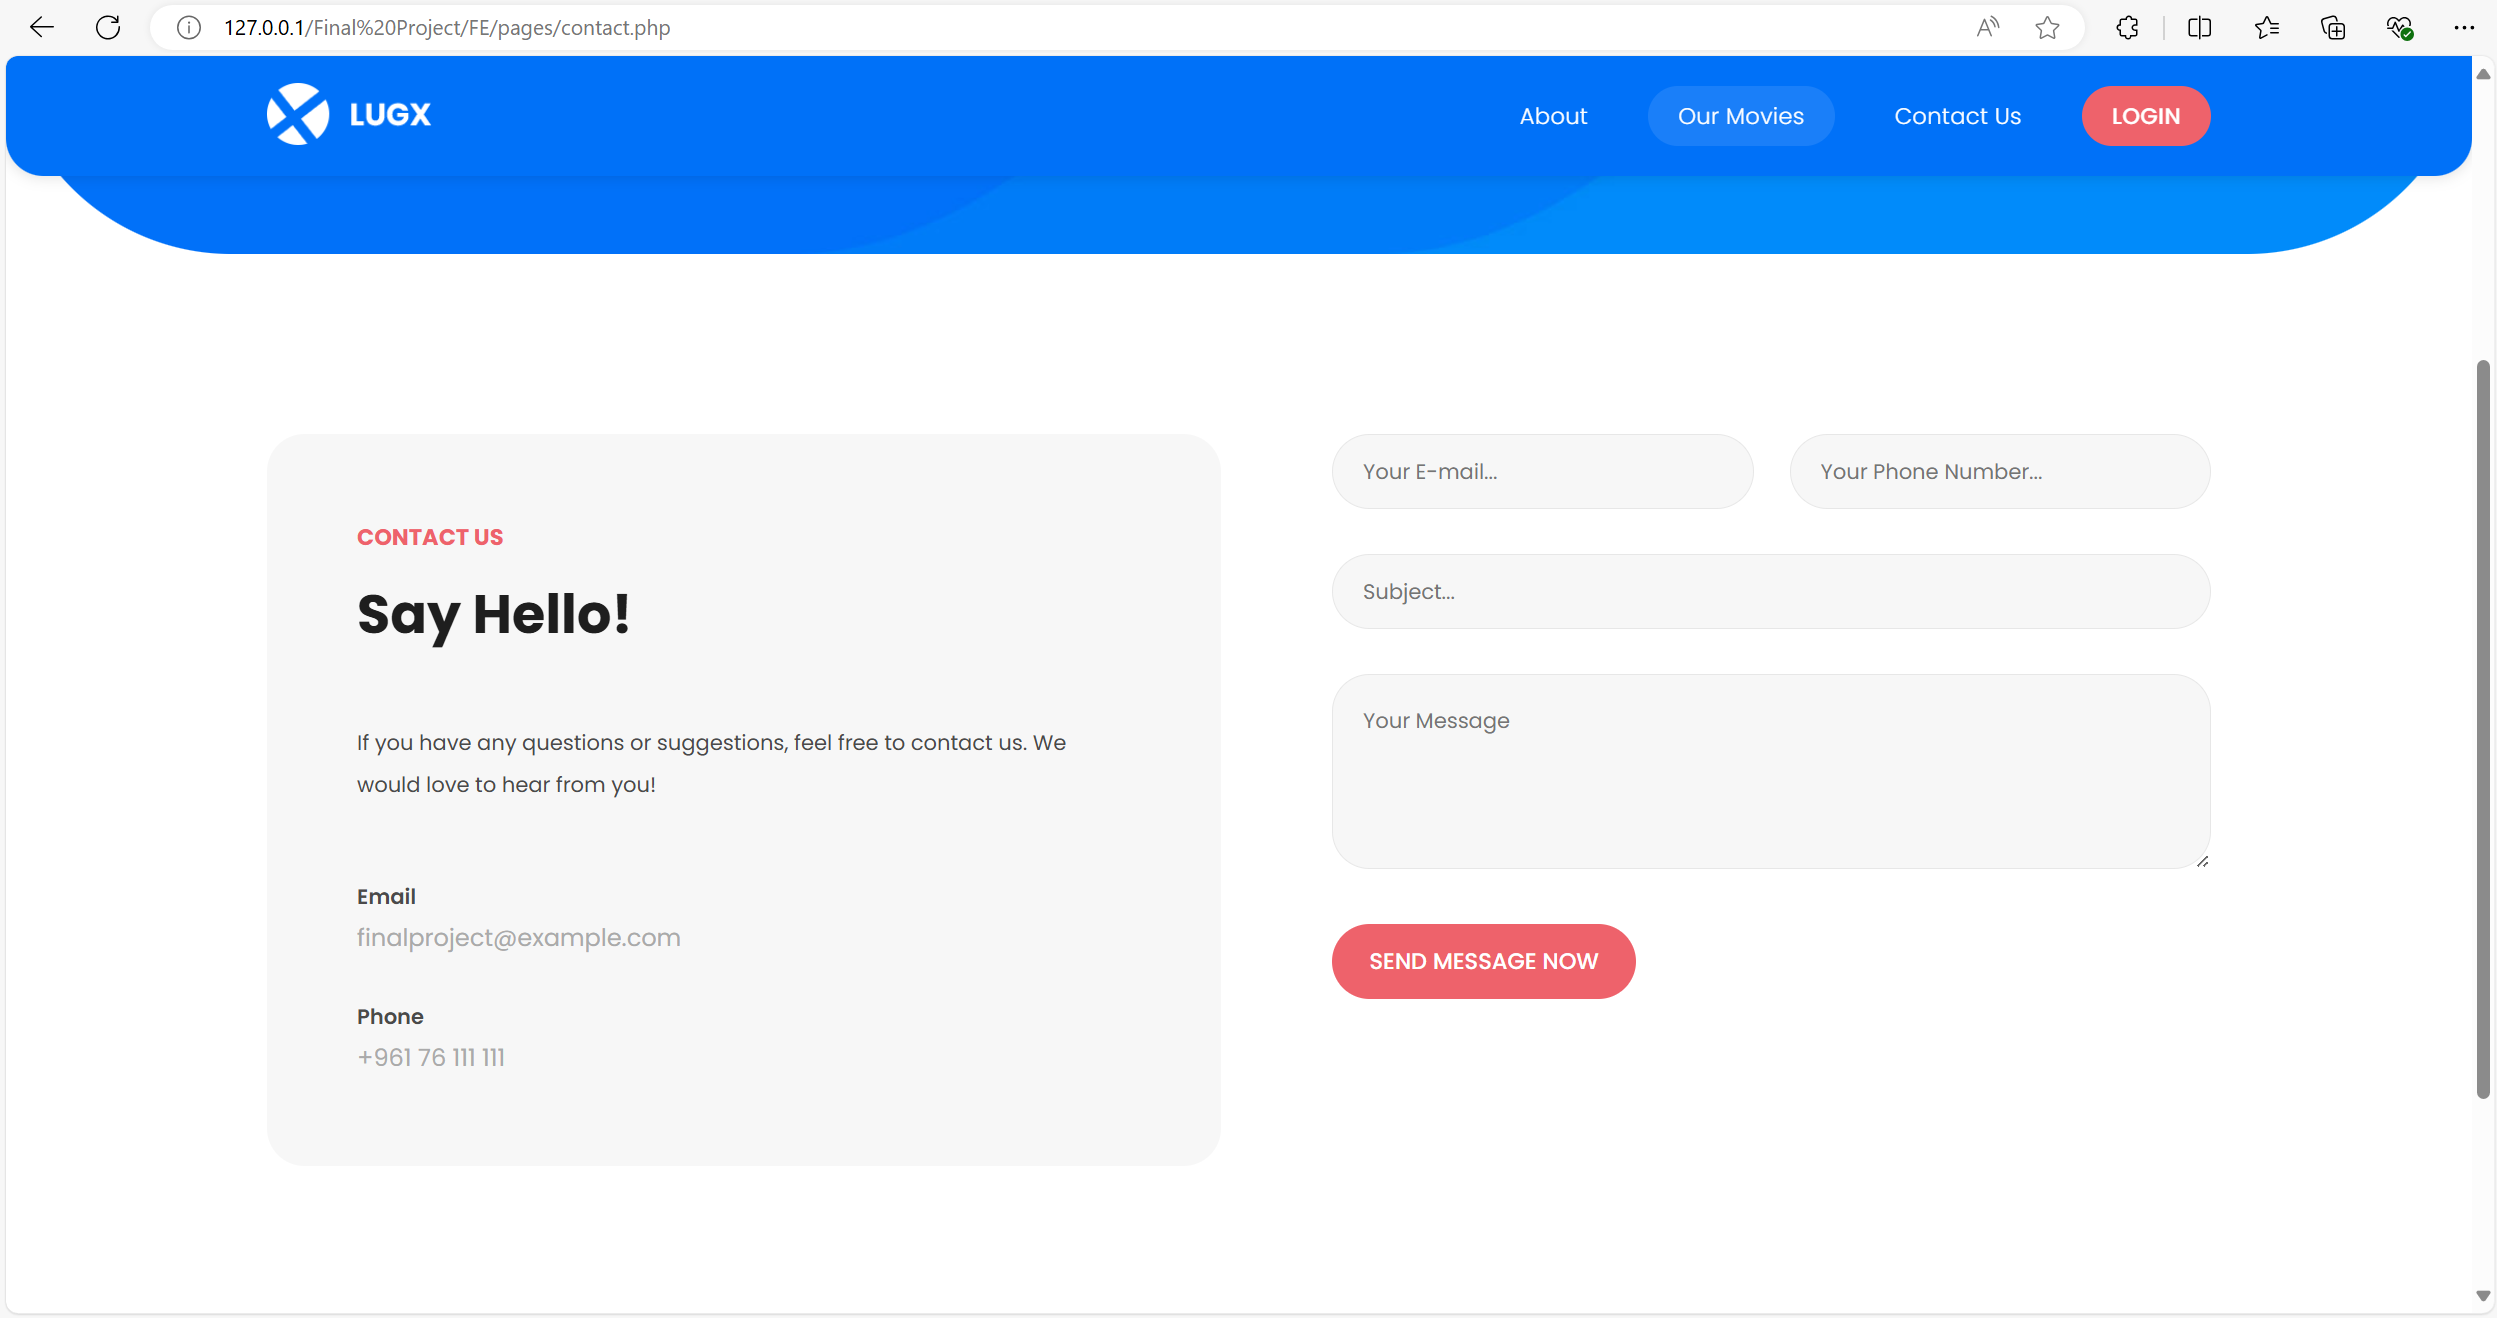 127.0.0.1/Final%20Project/FE/pages/contact.php
LUGX
About
Our Movies
Contact Us
LOGIN
CONTACT US
Say Hello!
If you have any questions or suggestions, feel free to contact us. We
would love to hear from you!
Email
finalproject@example.com
Phone
+961 76 111 111
Your E-mail...
Your Phone Number...
Subject...
Your Message
SEND MESSAGE NOW